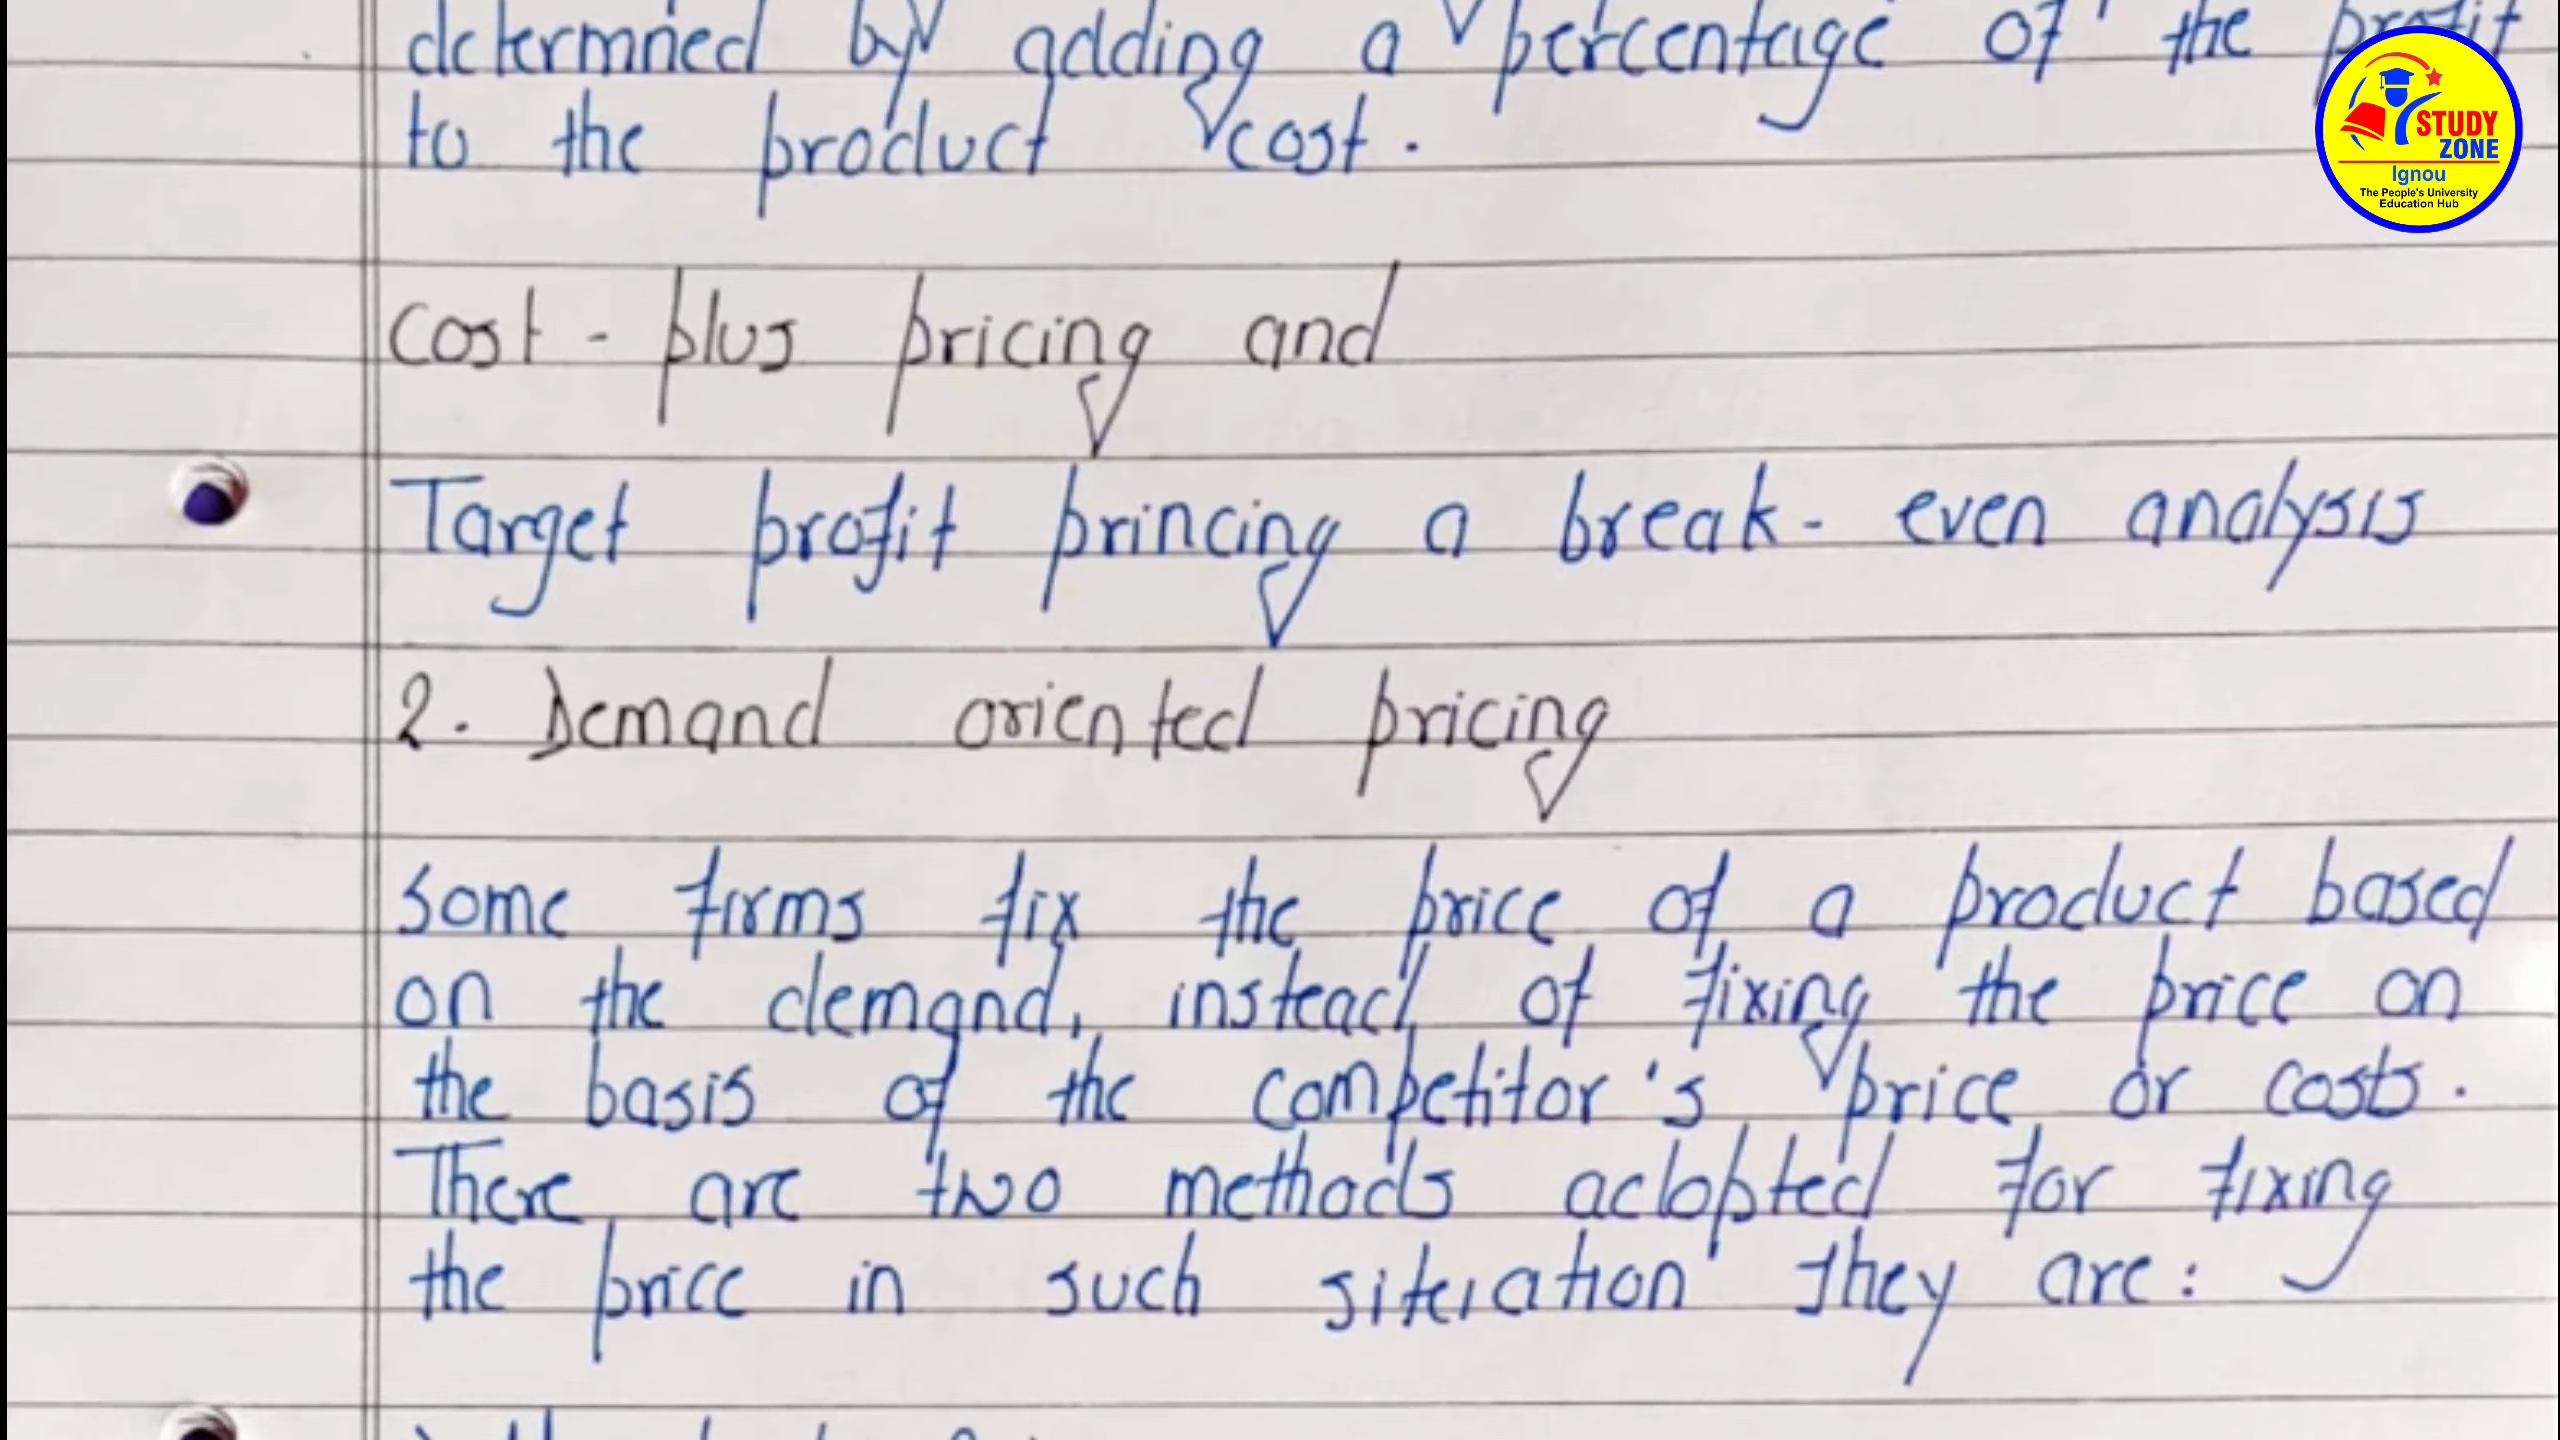 determined by adding a percentage of the profit
to the product cost.
STUDY
ZONE
Ignou
The People's University
Education Hub
Cost - plus pricing and
Target profit princing a break - even analysis
2. Demand oriented pricing
Some firms fix the price of a product based
on the demand, instead of fixing the price on
the basis of the competitor's price or costs.
There are two methods adopted for fixing
the price in such sitution they are: